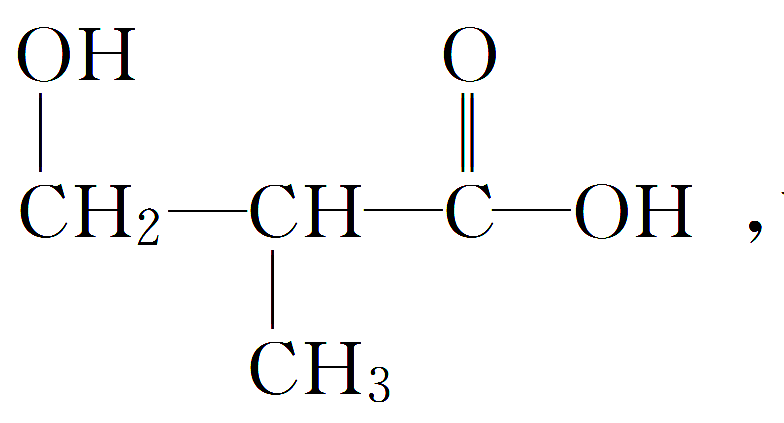 OH O
CH₂—CH—C—OH ，
CH₃